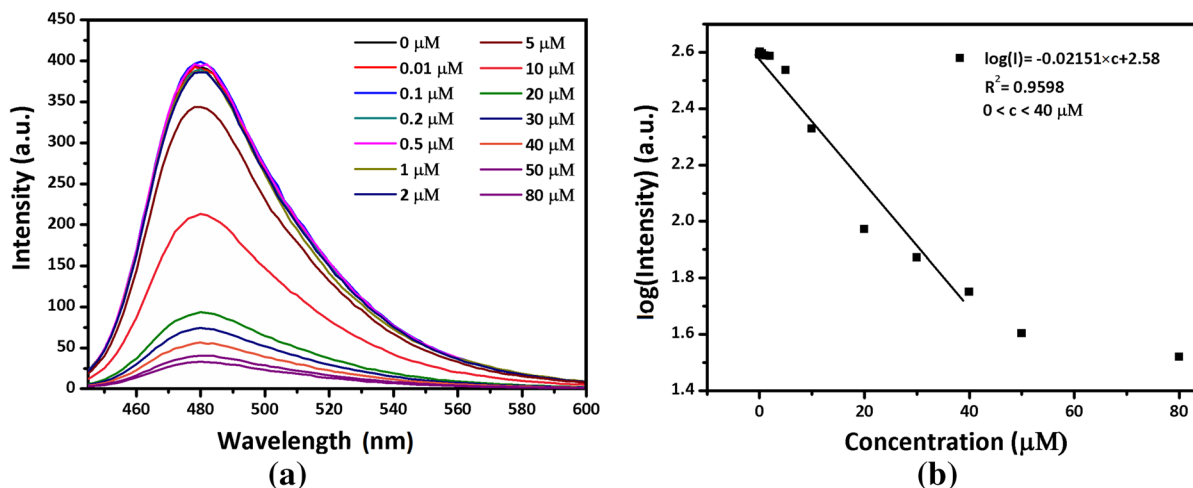 (a)
Intensity (a.u.)
450
400
350
300
250
200
150
100
50
0
0 μM
0.01 μM
0.1 μM
0.2 μM
0.5 μM
1 μM
2 μM
5 μM
10 μM
20 μM
30 μM
40 μM
50 μM
80 μM
460 480 500 520 540 560 580 600
Wavelength (nm)
(a)
b)
log(Intensity) (a.u.)
2.6
2.4
2.2
2.0
1.8
1.6
1.4
log(I)= -0.02151×c+2.58
R²= 0.9598
0 < c < 40 μM
0 20 40 60 80
Concentration (μM)
(b)